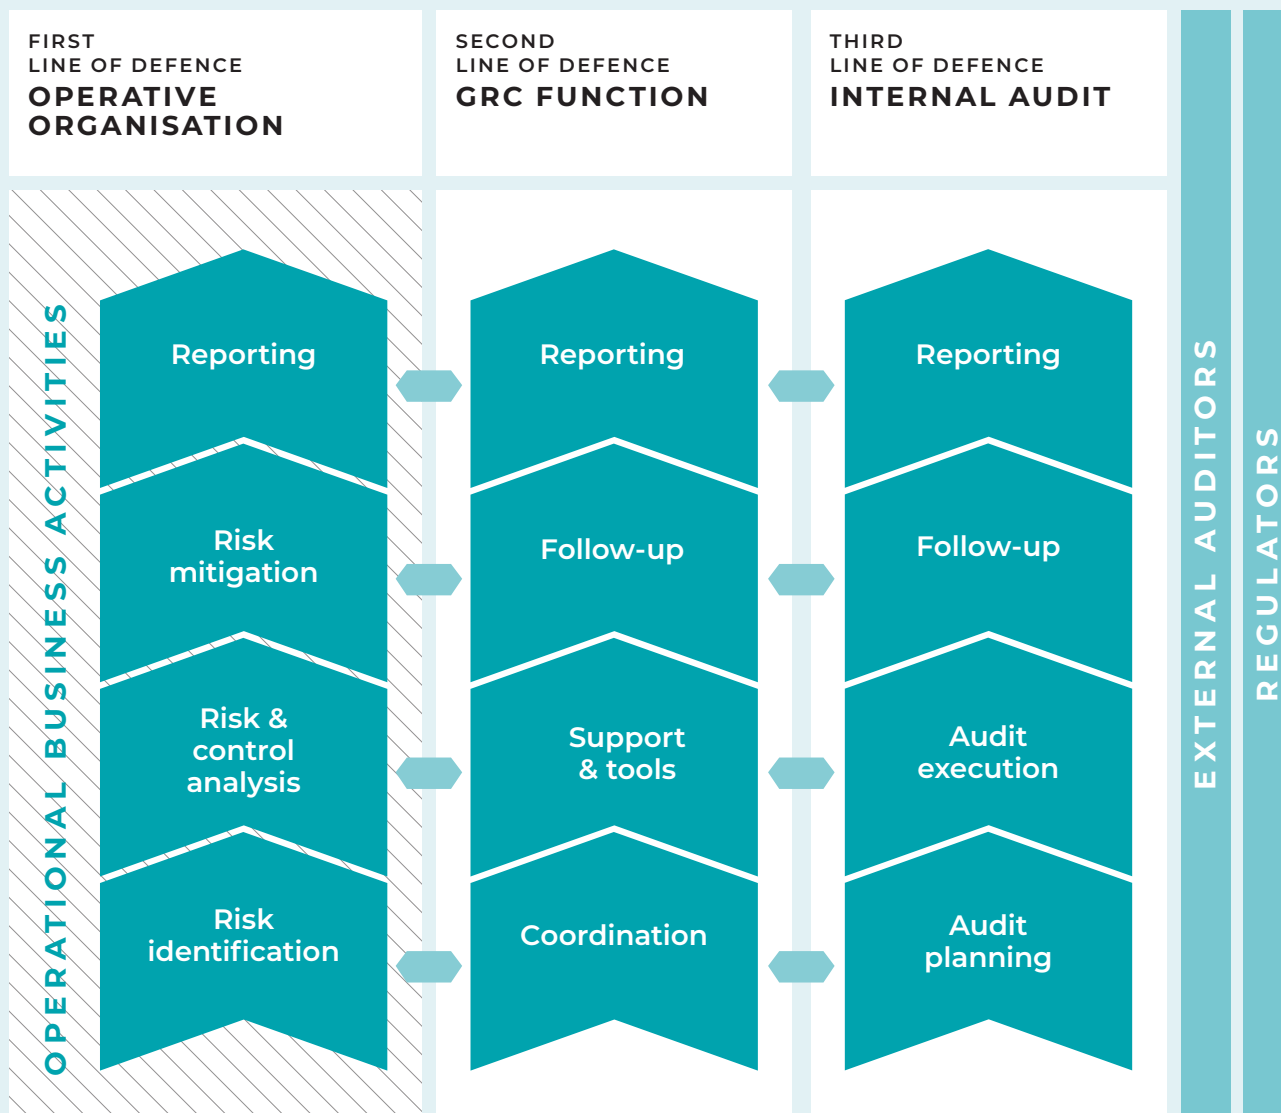 FIRST
LINE OF DEFENCE
OPERATIVE
ORGANISATION
SECOND
LINE OF DEFENCE
GRC FUNCTION
THIRD
LINE OF DEFENCE
INTERNAL AUDIT
OPERATIONAL BUSINESS ACTIVITIES
Reporting
Risk
mitigation
Risk &
control
analysis
Risk
identification
Reporting
Follow-up
Support
& tools
Coordination
Reporting
Follow-up
Audit
execution
Audit
planning
EXTERNAL AUDITORS
REGULATORS